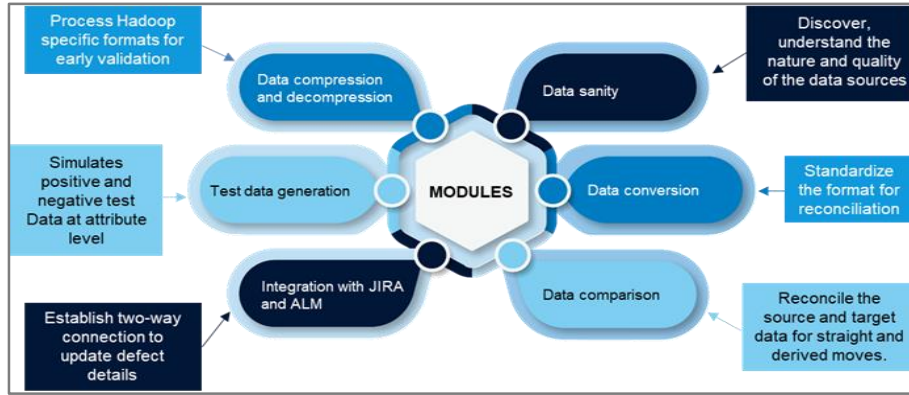 Process Hadoop
specific formats for
early validation
Data compression
and decompression
Simulates
positive and
negative test
Data at attribute
level
Test data generation
Establish two-way
connection to
update defect
details
Integration with JIRA
and ALM
MODULES
Data sanity
Discover,
understand the
nature and quality
of the data sources
Data conversion
Standardize
the format for
reconciliation
Data comparison
Reconcile the
source and target
data for straight and
derived moves.